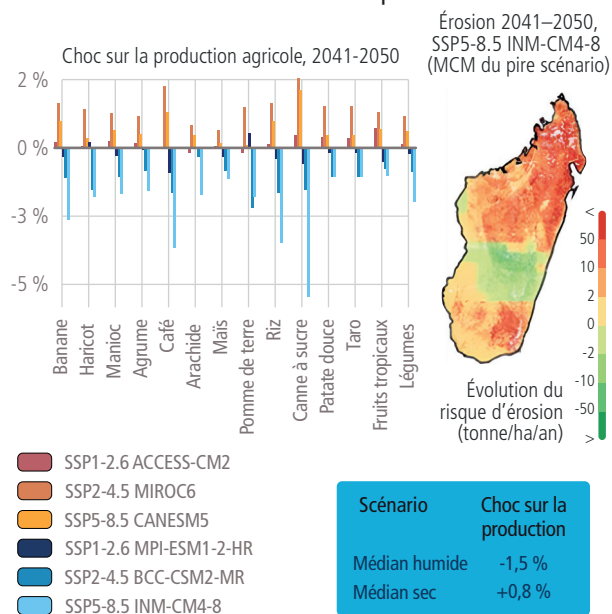 Choc sur la production agricole, 2041-2050
2 %
0 %
-3 %
-5 %
Banane
Haricot
Manioc
Agrume
Café
Arachide
Maïs
Pomme de terre
Riz
Canne à sucre
Patate douce
Taro
Fruits tropicaux
Légumes
SSP1-2.6 ACCESS-CM2
SSP2-4.5 MIROC6
SSP5-8.5 CANESM5
SSP1-2.6 MPI-ESM1-2-HR
SSP2-4.5 BCC-CSM2-MR
SSP5-8.5 INM-CM4-8
Érosion 2041–2050,
SSP5-8.5 INM-CM4-8
(MCM du pire scénario)
<
50
10
2
0
-2
-10
-50
>
Évolution du
risque d'érosion
(tonne/ha/an)
Scénario Choc sur la
production
Médian humide -1,5 %
Médian sec +0,8 %